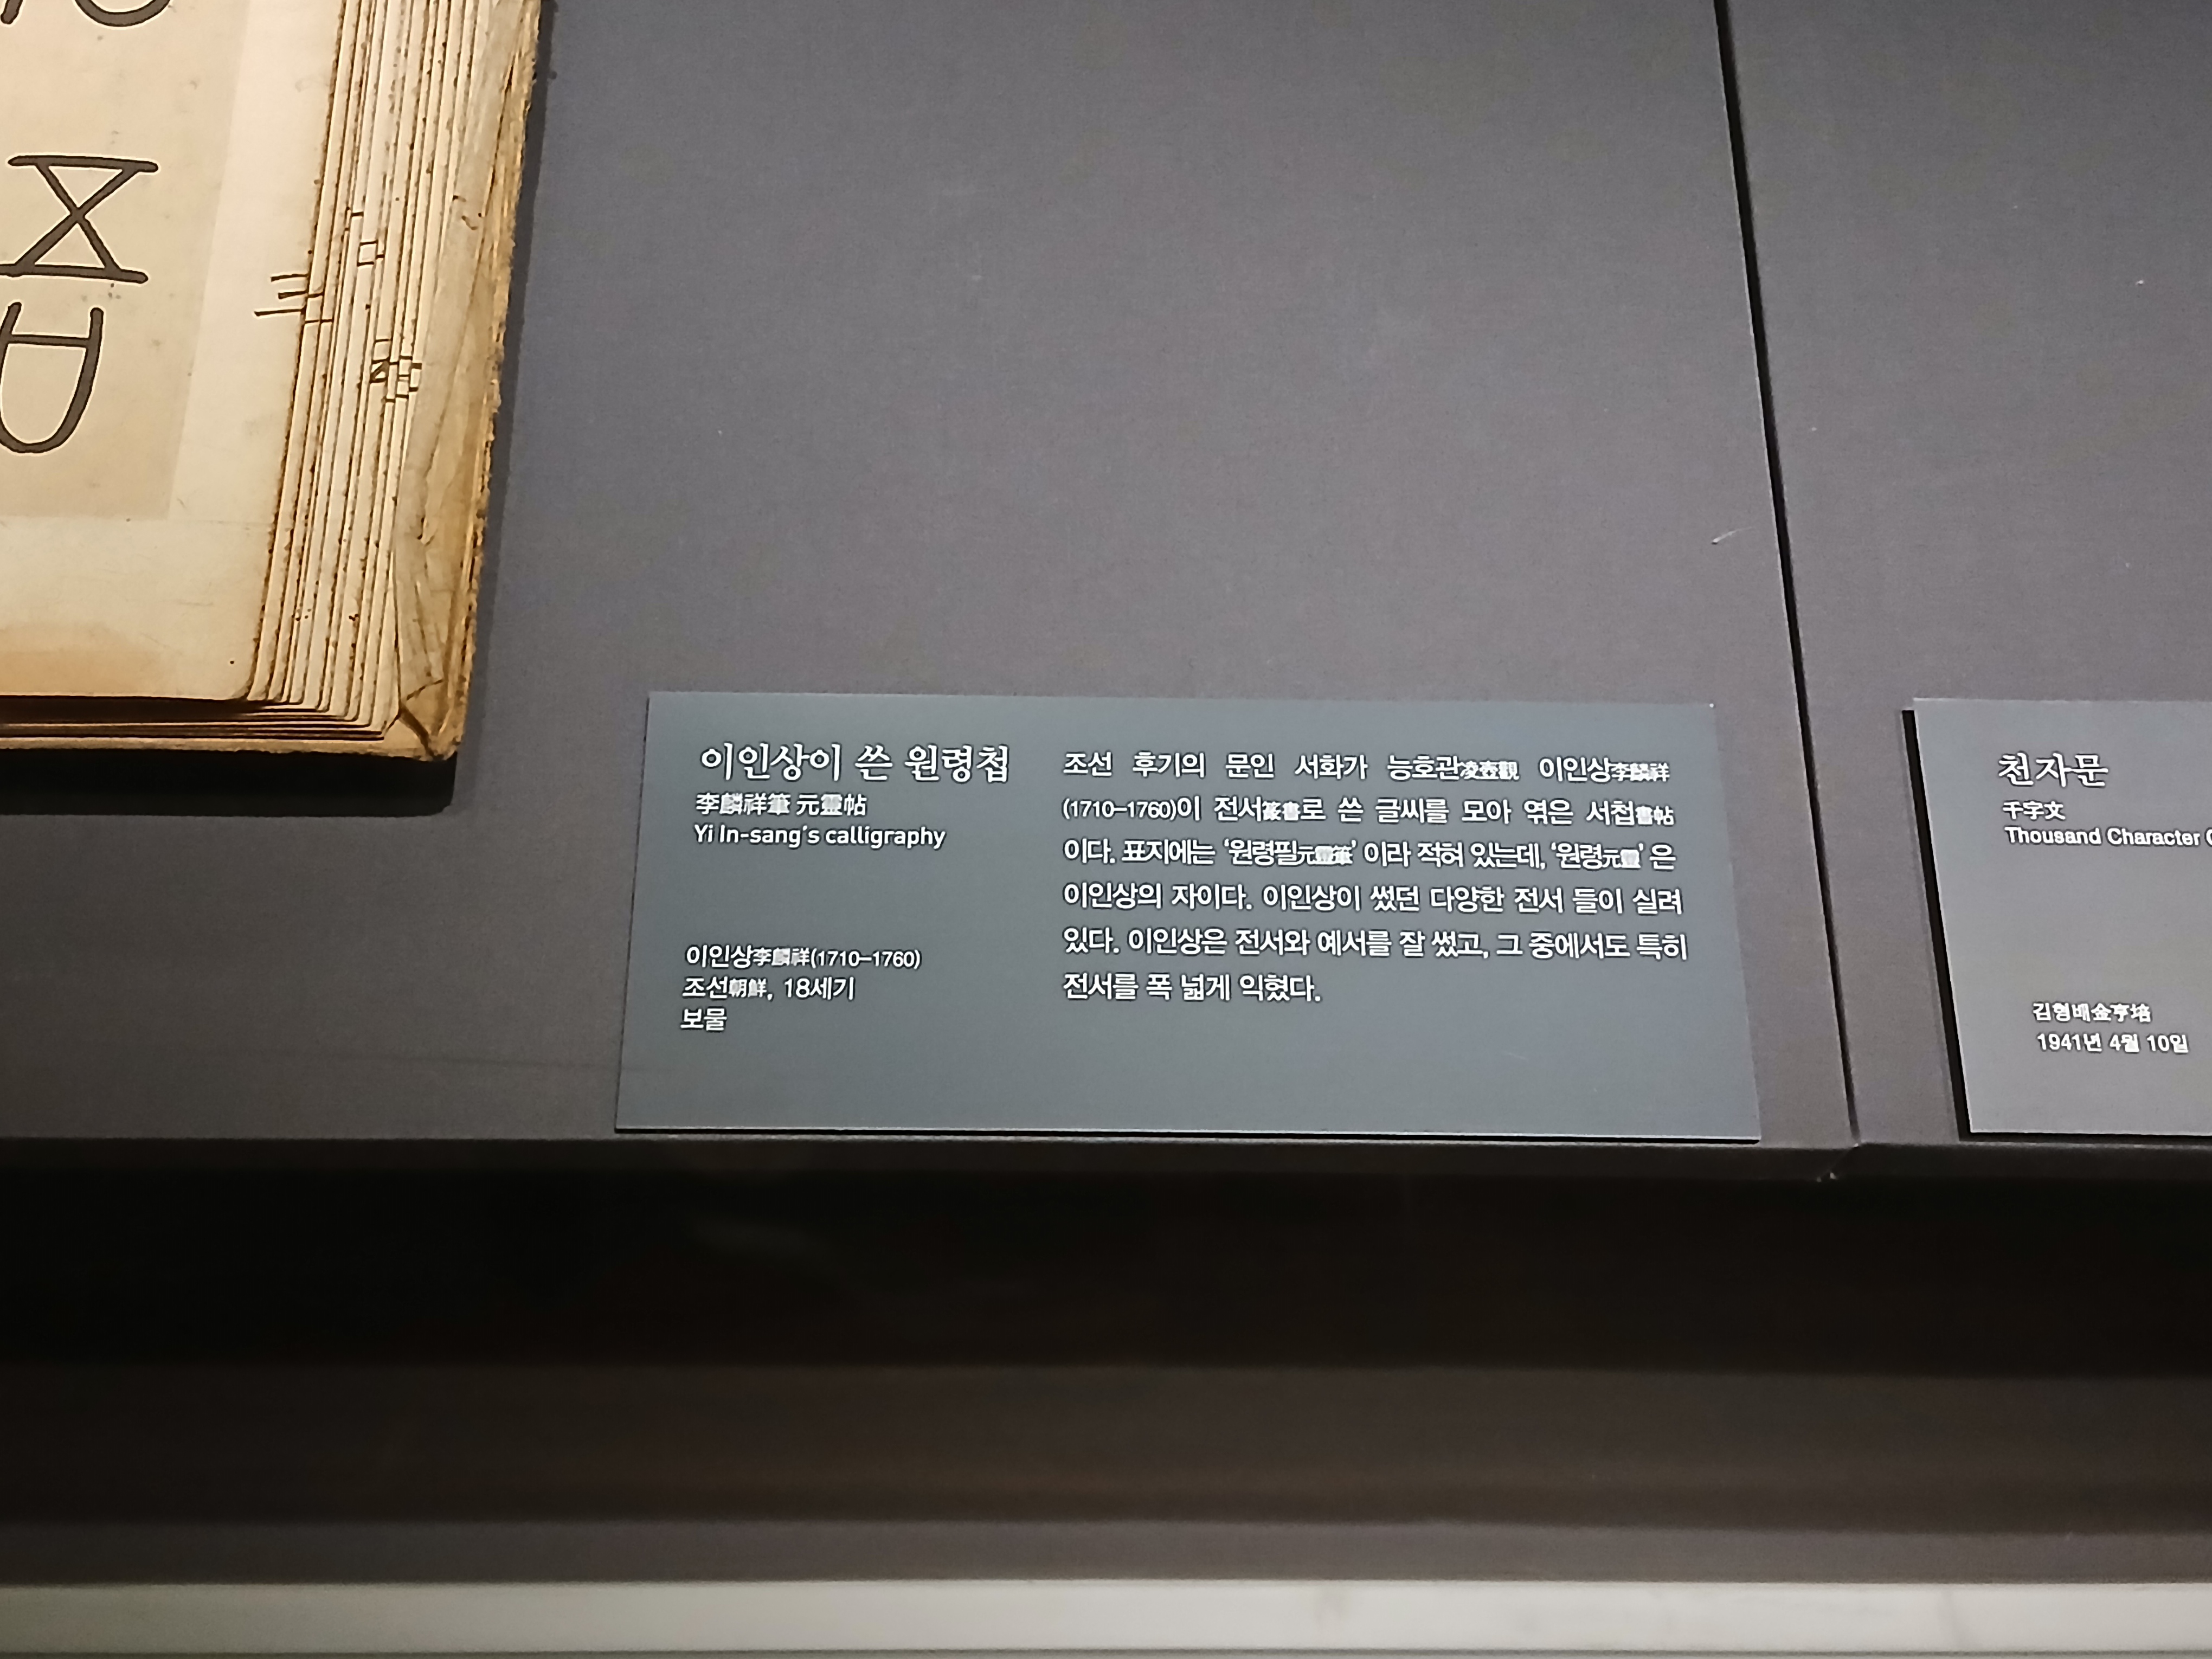 이인상이 쓴 원령첩
李麟祥筆 元靈帖
Yi In-sang's calligraphy
이인상李麟祥(1710–1760)
조선朝鮮, 18세기
보물
조선 후기의 문인 서화가 능호관凌壺觀 이인상李麟祥
(1710–1760)이 전서篆書로 쓴 글씨를 모아 엮은 서첩書帖
이다. 표지에는 ‘원령필元靈筆’ 이라 적혀 있는데, ‘원령元靈’ 은
이인상의 자이다. 이인상이 썼던 다양한 전서 들이 실려
있다. 이인상은 전서와 예서를 잘 썼고, 그 중에서도 특히
전서를 폭 넓게 익혔다.
천자문
千字文
Thousand Character
김형배金亨培
1941년 4월 10일